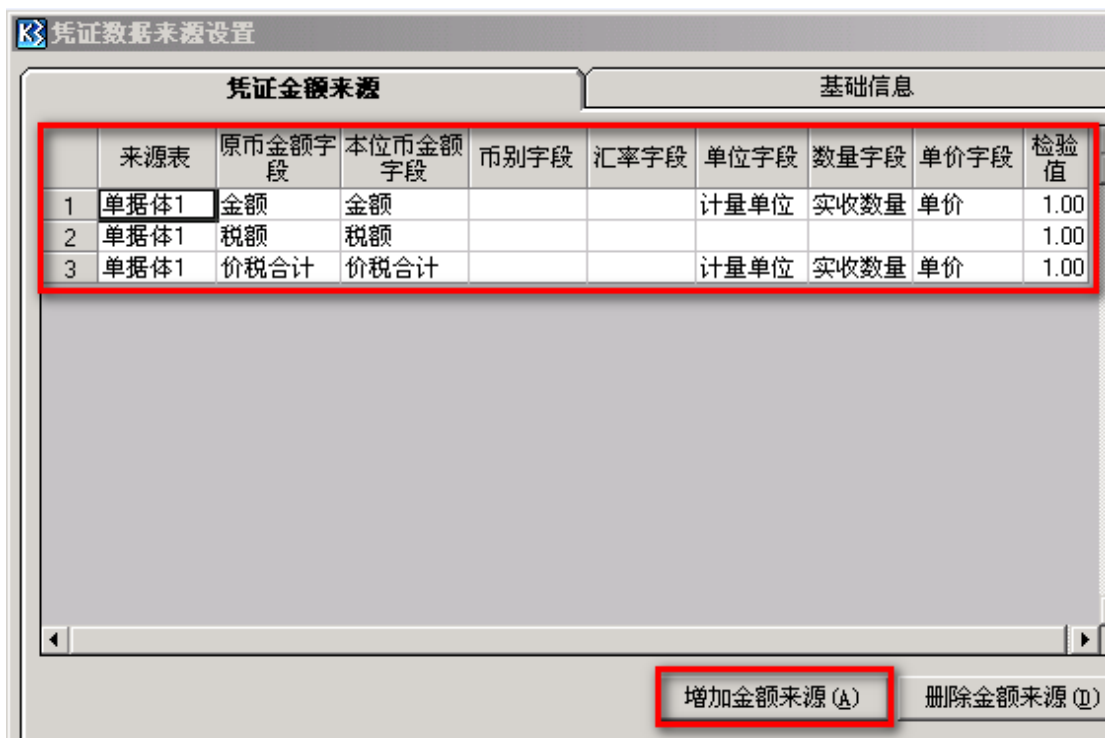 K3 凭证数据来源设置
凭证金额来源 基础信息
来源表 原币金额字段 本位币金额字段 币别字段 汇率字段 单位字段 数量字段 单价字段 检验值
1 单据体1 金额 金额 计量单位 实收数量 单价 1.00
2 单据体1 税额 税额 1.00
3 单据体1 价税合计 价税合计 计量单位 实收数量 单价 1.00
增加金额来源(A) 删除金额来源(D)